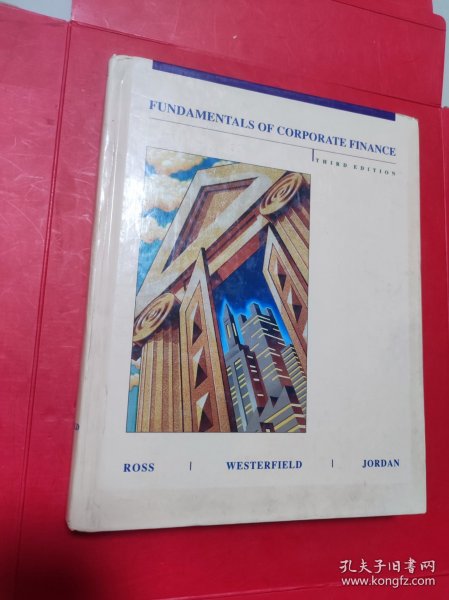 FUNDAMENTALS OF CORPORATE FINANCE
THIRD EDITION
ROSS | WESTERFIELD | JORDAN
孔夫子旧书网
www.kongfz.com